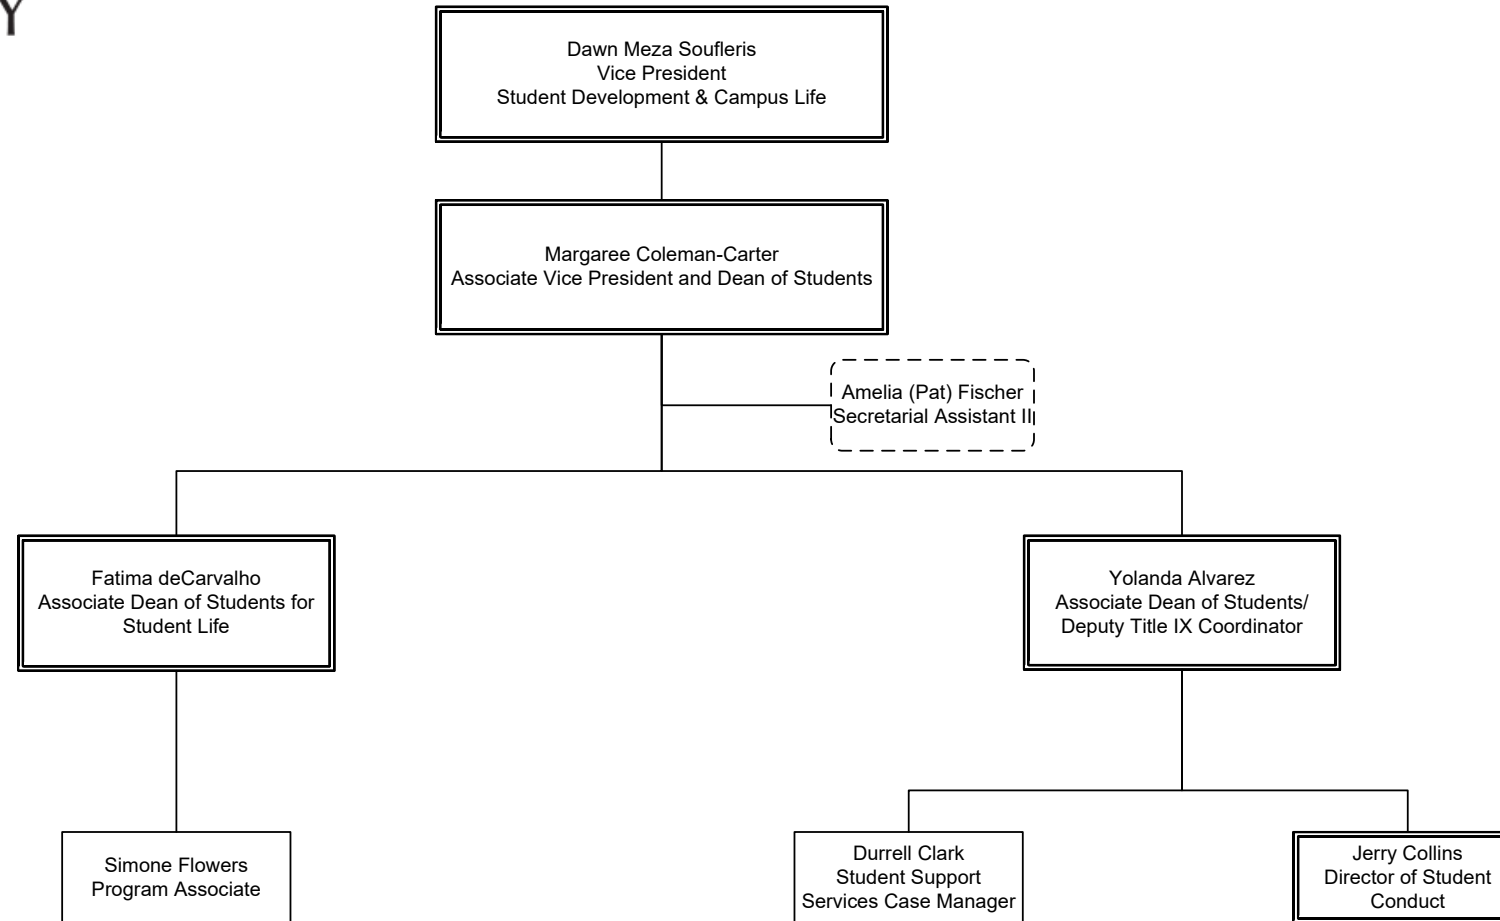 Y
Dawn Meza Soufleris
Vice President
Student Development & Campus Life
Margaree Coleman-Carter
Associate Vice President and Dean of Students
Amelia (Pat) Fischer
Secretarial Assistant II
Fatima deCarvalho
Associate Dean of Students for
Student Life
Yolanda Alvarez
Associate Dean of Students/
Deputy Title IX Coordinator
Simone Flowers
Program Associate
Durrell Clark
Student Support
Services Case Manager
Jerry Collins
Director of Student
Conduct